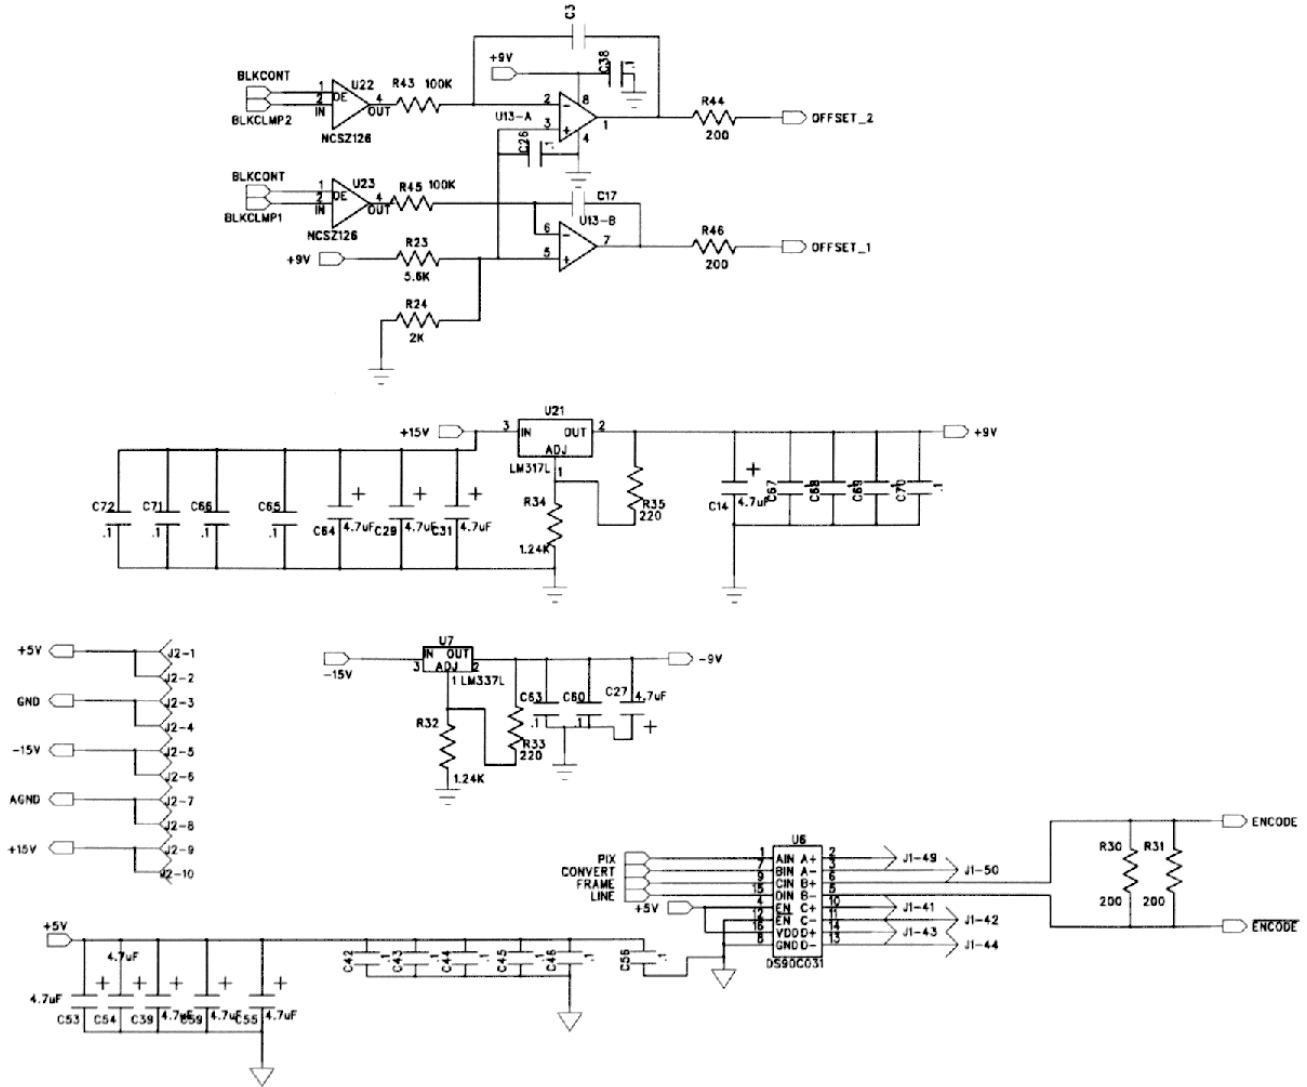 C3
+9V
C38
.1
BLKCONT
BLKCLMP2
1
2
OE
IN
U22
4
OUT
NCSZ126
R43 100K
2
3
8
4
1
U13-A
C26
.1
R44
200
OFFSET_2
BLKCONT
BLKCLMP1
1
2
OE
IN
U23
4
OUT
NCSZ126
R45 100K
C17
U13-B
6
5
7
R46
200
OFFSET_1
+9V
R23
5.6K
R24
2K
+15V
3
U21
IN OUT
ADJ
2
LM317L
1
+9V
R34
1.24K
R35
220
C72
.1
C71
.1
C66
.1
C65
.1
C64
4.7uF
C29
4.7uF
C31
4.7uF
C14
4.7uF
C67
C68
C69
C70
.1
+5V
GND
-15V
AGND
+15V
J2-1
J2-2
J2-3
J2-4
J2-5
J2-6
J2-7
J2-8
J2-9
J2-10
-15V
3
U7
IN OUT
ADJ
2
1 LM337L
-9V
R32
1.24K
R33
220
C63
.1
C60
.1
C27
4.7uF
PIX
CONVERT
FRAME
LINE
+5V
1
7
9
15
4
12
16
8
U6
AIN A+
BIN A-
CIN B+
DIN B-
EN C+
EN C-
VDD D+
GND D-
DS90C031
2
3
6
5
10
11
14
13
J1-49
J1-50
J1-41
J1-42
J1-43
J1-44
R30
200
R31
200
ENCODE
ENCODE
+5V
4.7uF
C53
4.7uF
C54
C39
4.7uF
C59
4.7uF
C55
4.7uF
C42
.1
C43
.1
C44
.1
C45
.1
C46
.1
C56
.1